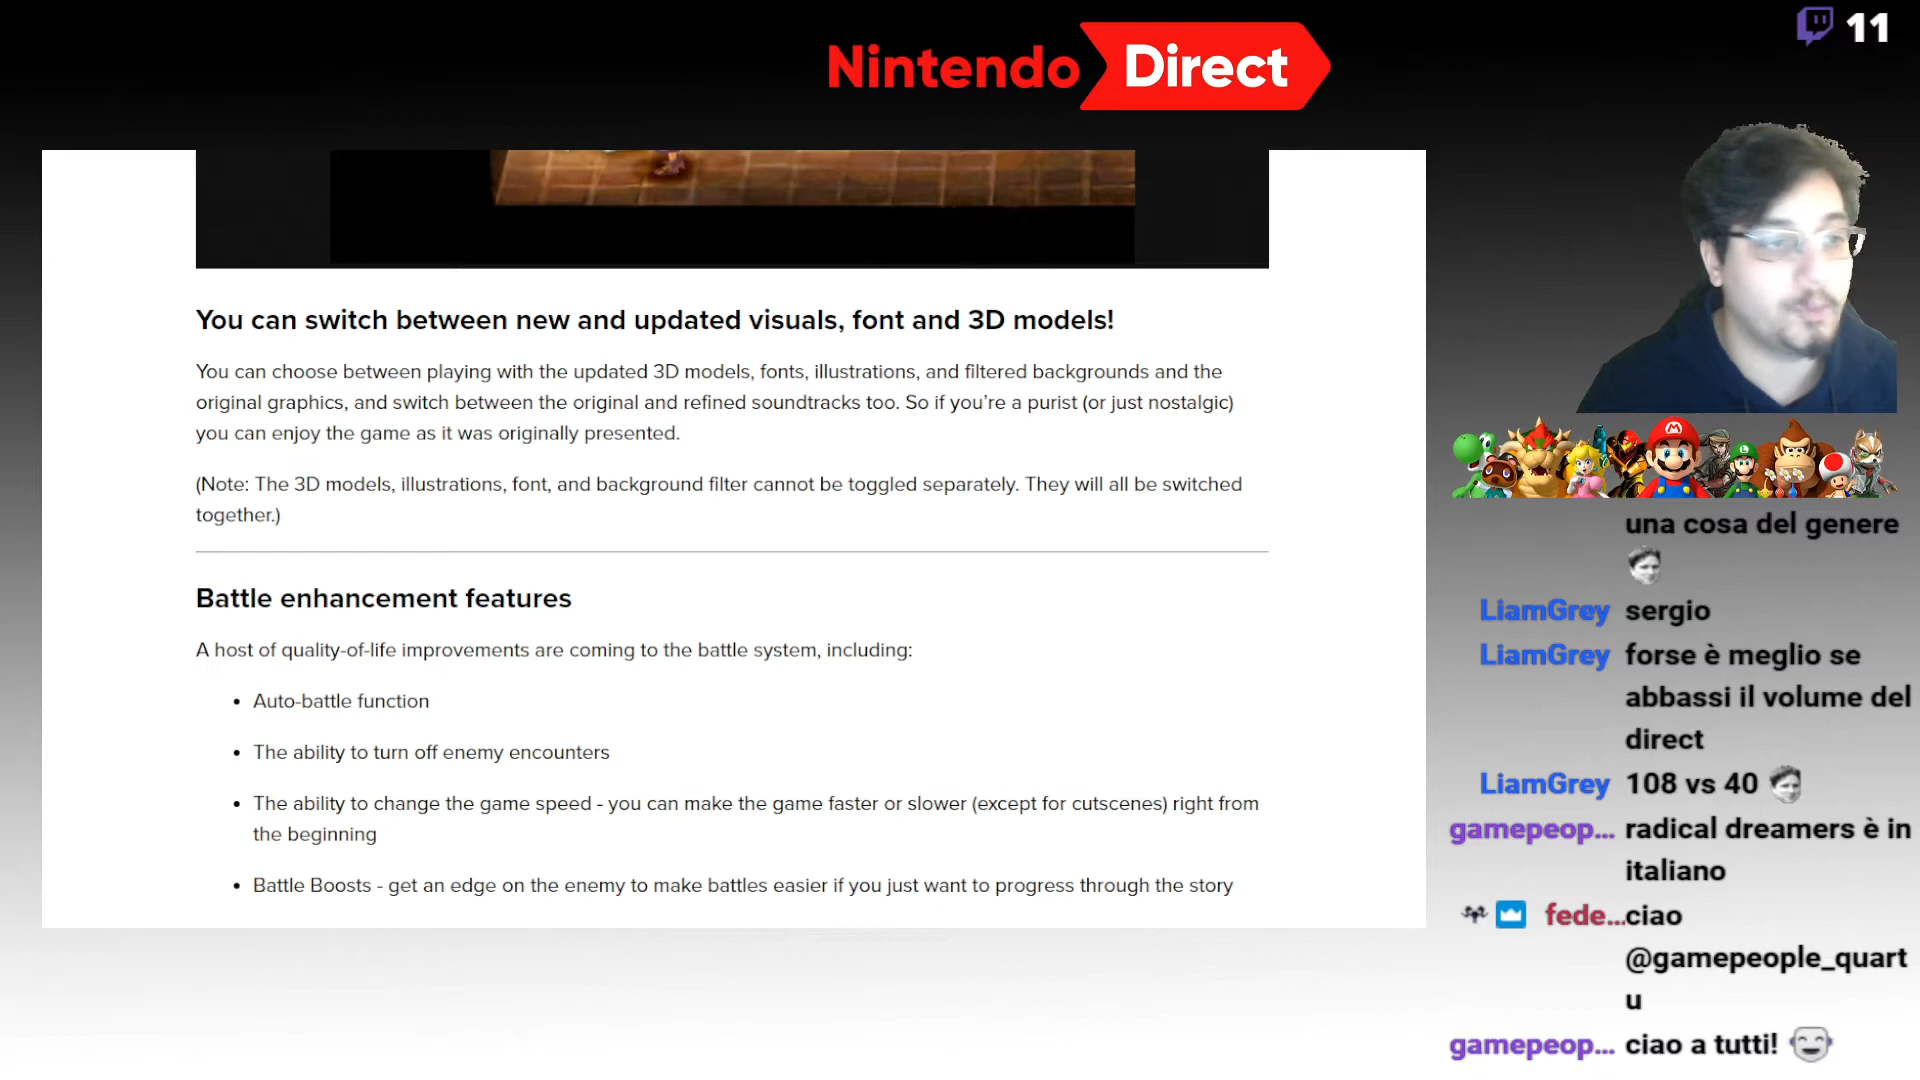 Nintendo Direct
11
You can switch between new and updated visuals, font and 3D models!
You can choose between playing with the updated 3D models, fonts, illustrations, and filtered backgrounds and the
original graphics, and switch between the original and refined soundtracks too. So if you're a purist (or just nostalgic)
you can enjoy the game as it was originally presented.
(Note: The 3D models, illustrations, font, and background filter cannot be toggled separately. They will all be switched
together.)
Battle enhancement features
A host of quality-of-life improvements are coming to the battle system, including:
• Auto-battle function
• The ability to turn off enemy encounters
• The ability to change the game speed - you can make the game faster or slower (except for cutscenes) right from
the beginning
• Battle Boosts - get an edge on the enemy to make battles easier if you just want to progress through the story
una cosa del genere
LiamGrey sergio
LiamGrey forse è meglio se
abbassi il volume del
direct
LiamGrey 108 vs 40
gamepeop... radical dreamers è in
italiano
fede... ciao
@gamepeople_quart
u
gamepeop... ciao a tutti!